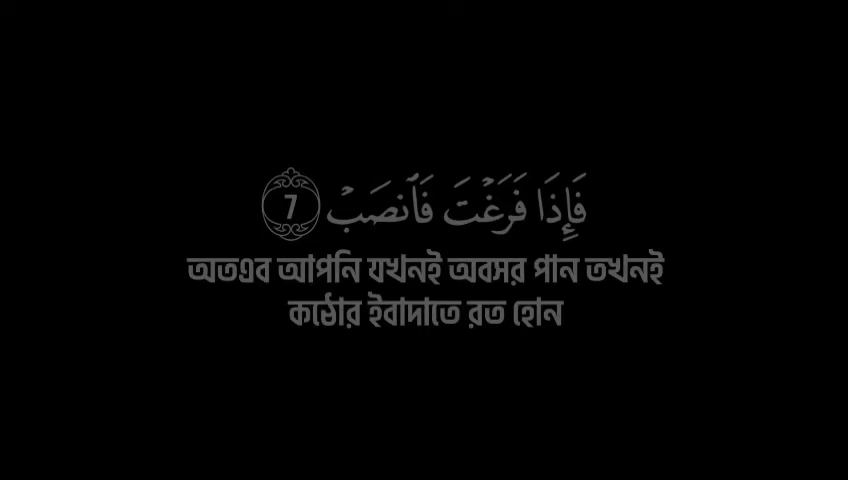 فَإِذَا فَرَغۡتَ فَٱنصَبۡ 7
অতএব আপনি যখনই অবসর পান তখনই
কঠোর ইবাদাতে রত হোন